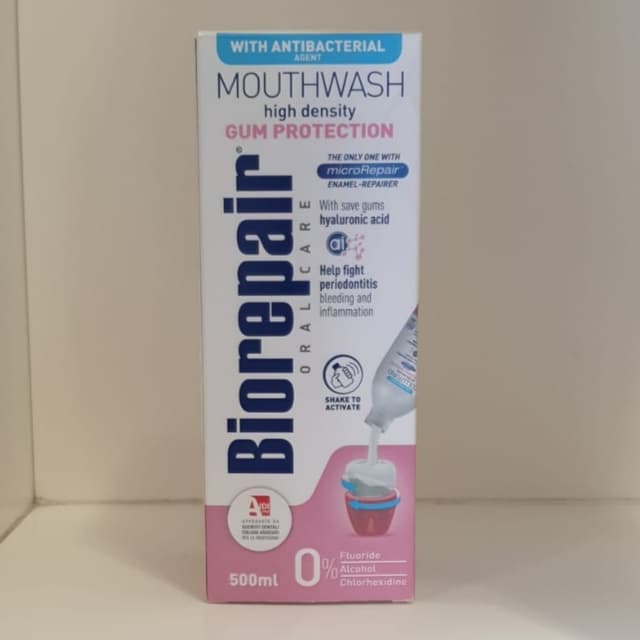 WITH ANTIBACTERIAL
AGENT
MOUTHWASH
high density
GUM PROTECTION
THE ONLY ONE WITH
microRepair
ENAMEL-REPAIRER
Biorepair®
ORAL CARE
With save gums
hyaluronic acid
Help fight
periodontitis
bleeding and
inflammation
SHAKE TO
ACTIVATE
500ml
0%
Fluoride
Alcohol
Chlorhexidine